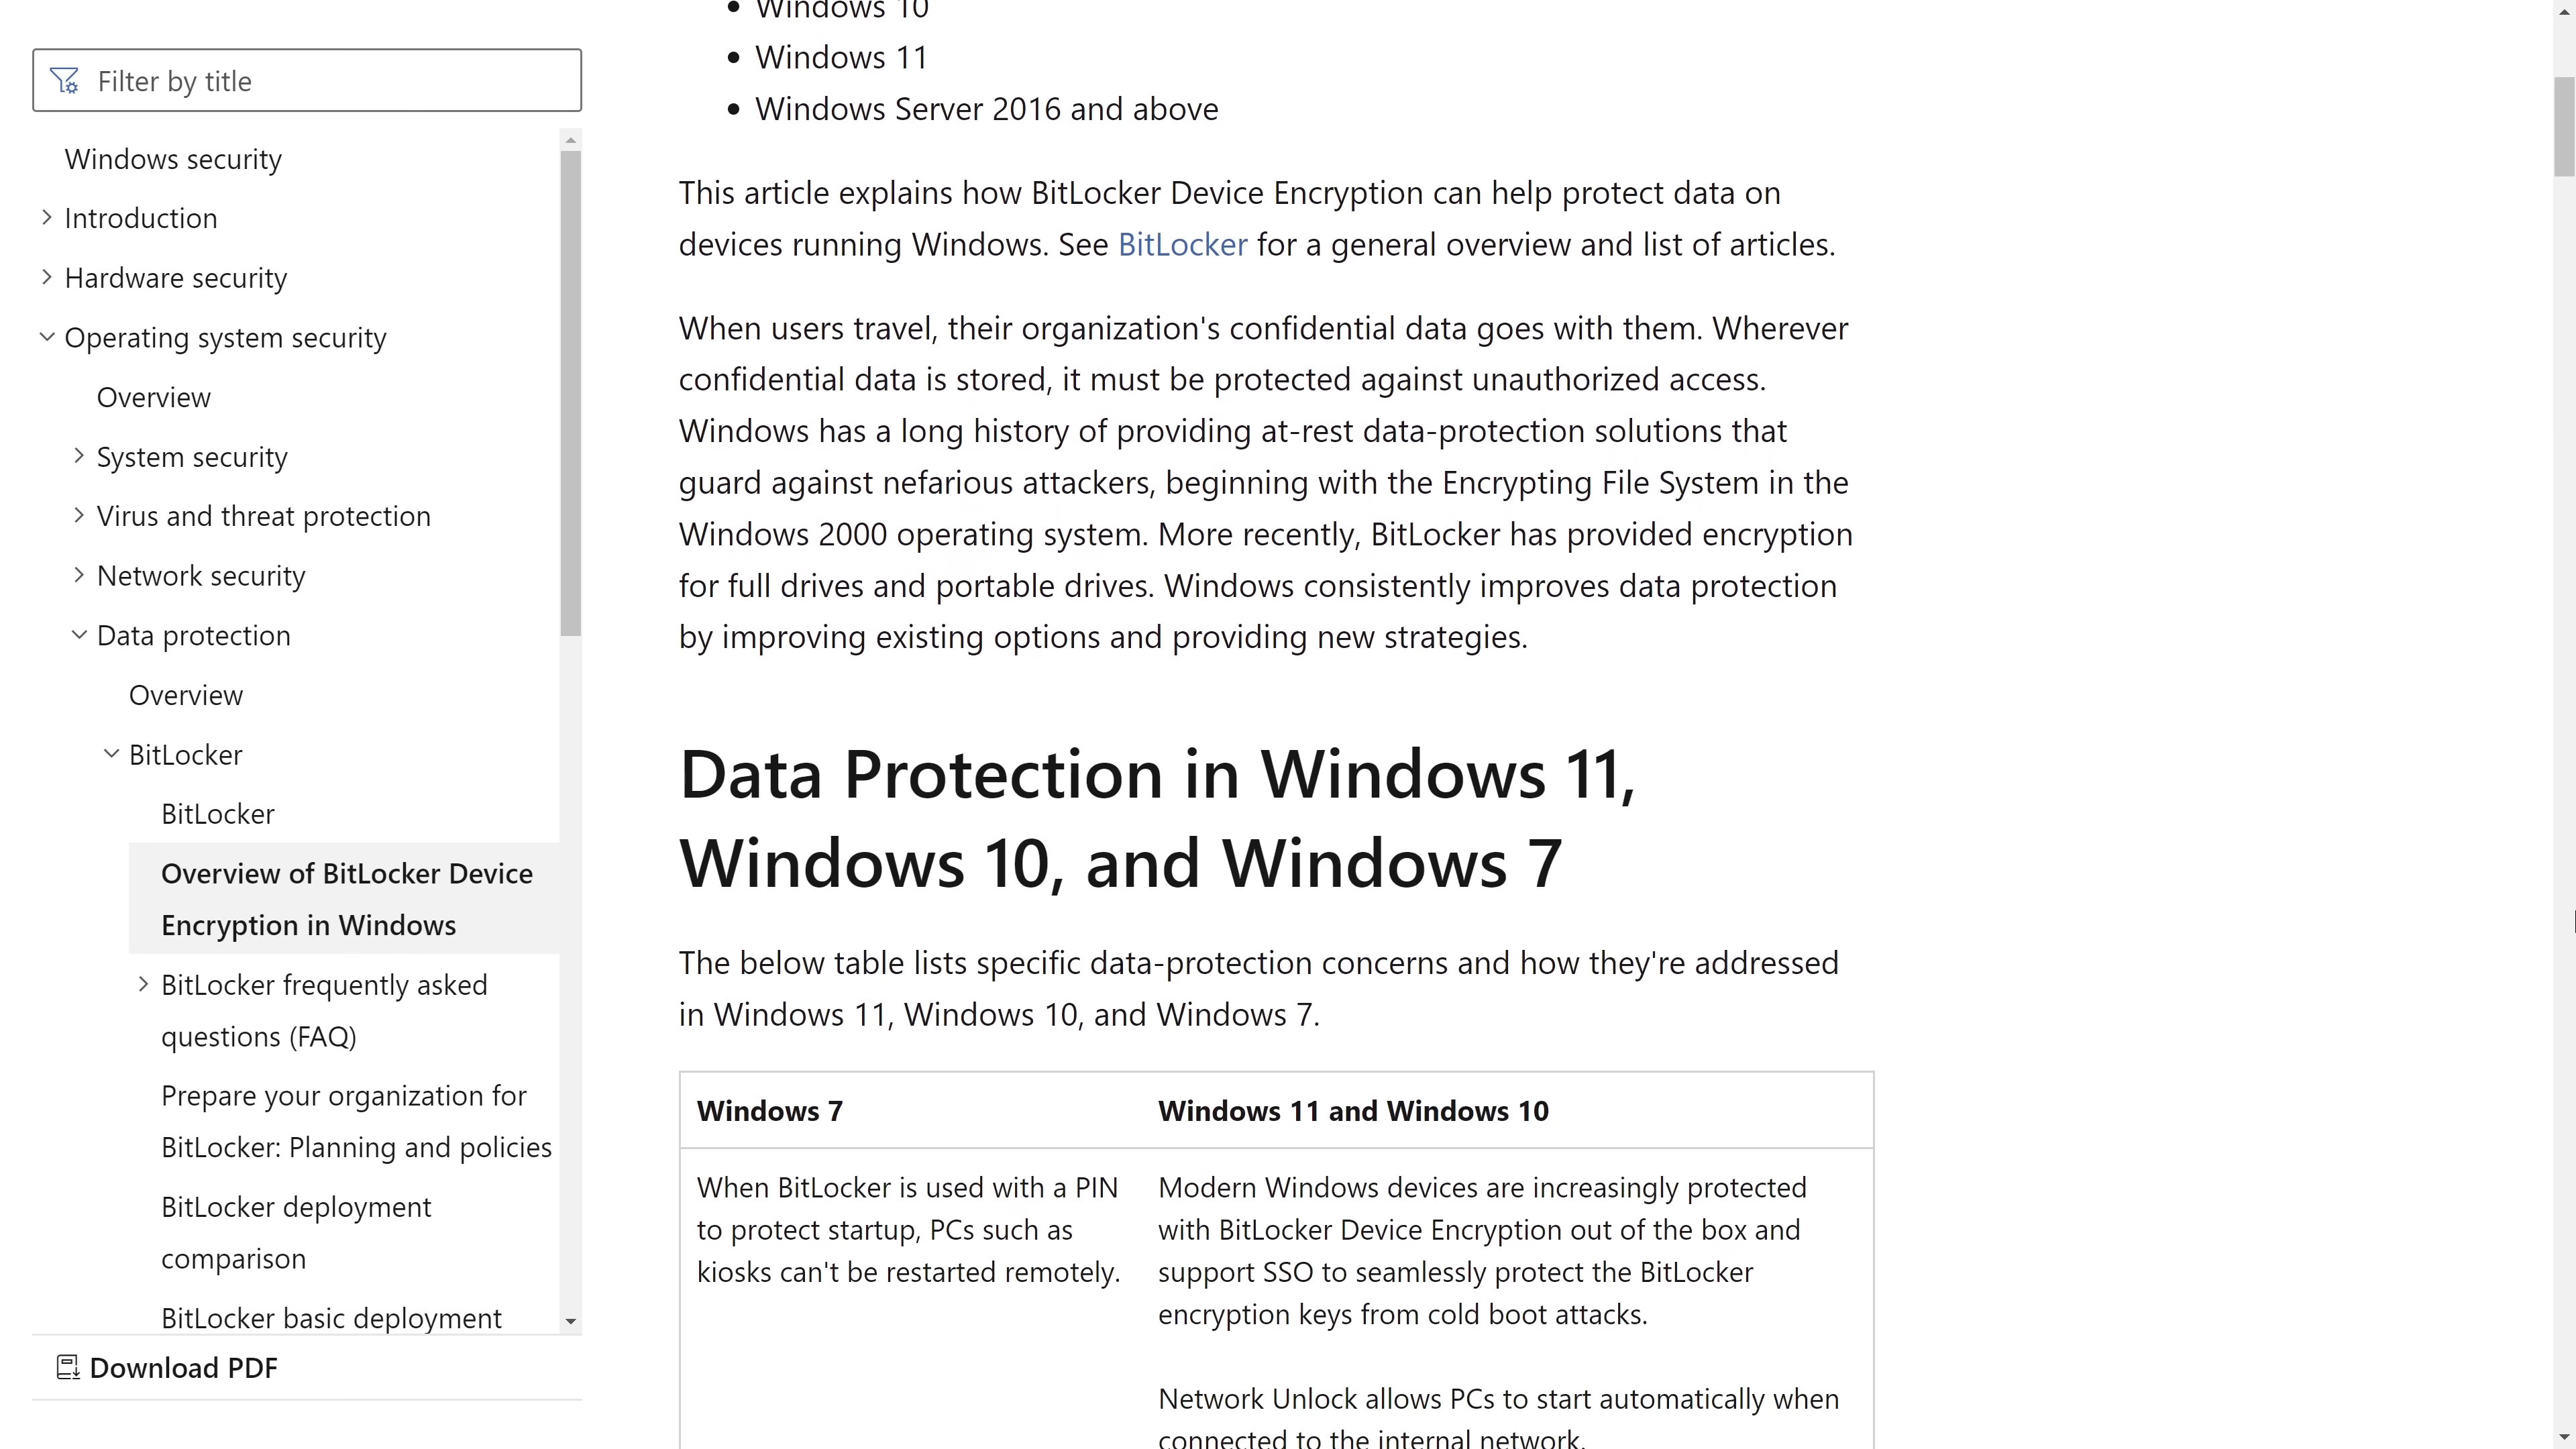 Filter by title
Windows security
Introduction
Hardware security
Operating system security
Overview
System security
Virus and threat protection
Network security
Data protection
Overview
BitLocker
BitLocker
Overview of BitLocker Device
Encryption in Windows
BitLocker frequently asked
questions (FAQ)
Prepare your organization for
BitLocker: Planning and policies
BitLocker deployment
comparison
BitLocker basic deployment
Download PDF
Windows 10
Windows 11
Windows Server 2016 and above
This article explains how BitLocker Device Encryption can help protect data on
devices running Windows. See BitLocker for a general overview and list of articles.
When users travel, their organization's confidential data goes with them. Wherever
confidential data is stored, it must be protected against unauthorized access.
Windows has a long history of providing at-rest data-protection solutions that
guard against nefarious attackers, beginning with the Encrypting File System in the
Windows 2000 operating system. More recently, BitLocker has provided encryption
for full drives and portable drives. Windows consistently improves data protection
by improving existing options and providing new strategies.
Data Protection in Windows 11,
Windows 10, and Windows 7
The below table lists specific data-protection concerns and how they're addressed
in Windows 11, Windows 10, and Windows 7.
Windows 7
Windows 11 and Windows 10
When BitLocker is used with a PIN
to protect startup, PCs such as
kiosks can't be restarted remotely.
Modern Windows devices are increasingly protected
with BitLocker Device Encryption out of the box and
support SSO to seamlessly protect the BitLocker
encryption keys from cold boot attacks.
Network Unlock allows PCs to start automatically when
connected to the internal network.